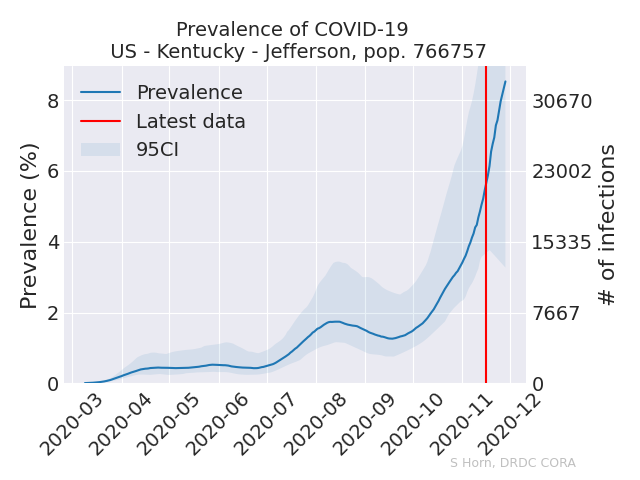 Prevalence of COVID-19
US - Kentucky - Jefferson, pop. 766757
Prevalence
Latest data
95CI
Prevalence (%)
8
6
4
2
0
30670
23002
15335
7667
0
# of infections
2020-03
2020-04
2020-05
2020-06
2020-07
2020-08
2020-09
2020-10
2020-11
2020-12
S Horn, DRDC CORA